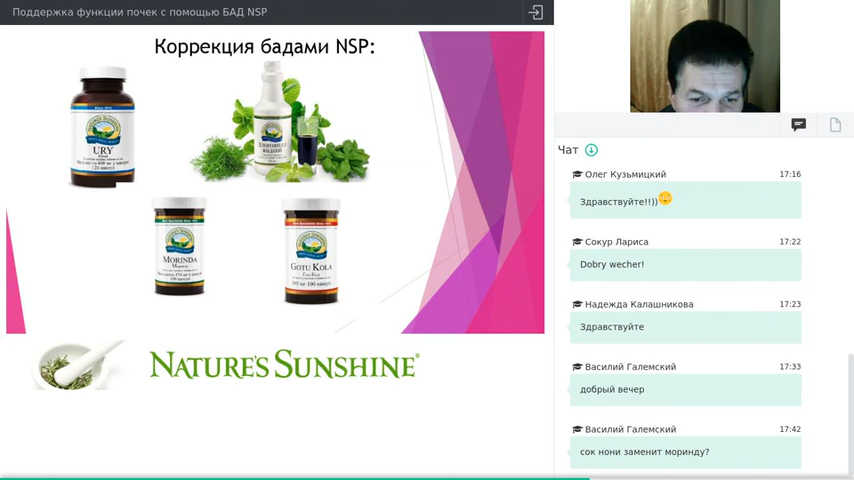 Поддержка функции почек с помощью БАД NSP
Коррекция бадами NSP:
URY
MORINDA
GOTU KOLA
NATURE'S SUNSHINE®
Чат
Олег Кузьмицкий 17:16
Здравствуйте!!))
Сокур Лариса 17:22
Dobry wecher!
Надежда Калашникова 17:23
Здравствуйте
Василий Галемский 17:33
добрый вечер
Василий Галемский 17:42
сок нони заменит моринду?